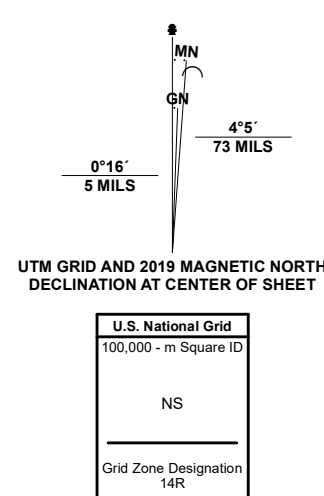 MN
GN
4°5´
73 MILS
0°16´
5 MILS
UTM GRID AND 2019 MAGNETIC NORTH
DECLINATION AT CENTER OF SHEET
U.S. National Grid
100,000 - m Square ID
NS
Grid Zone Designation
14R